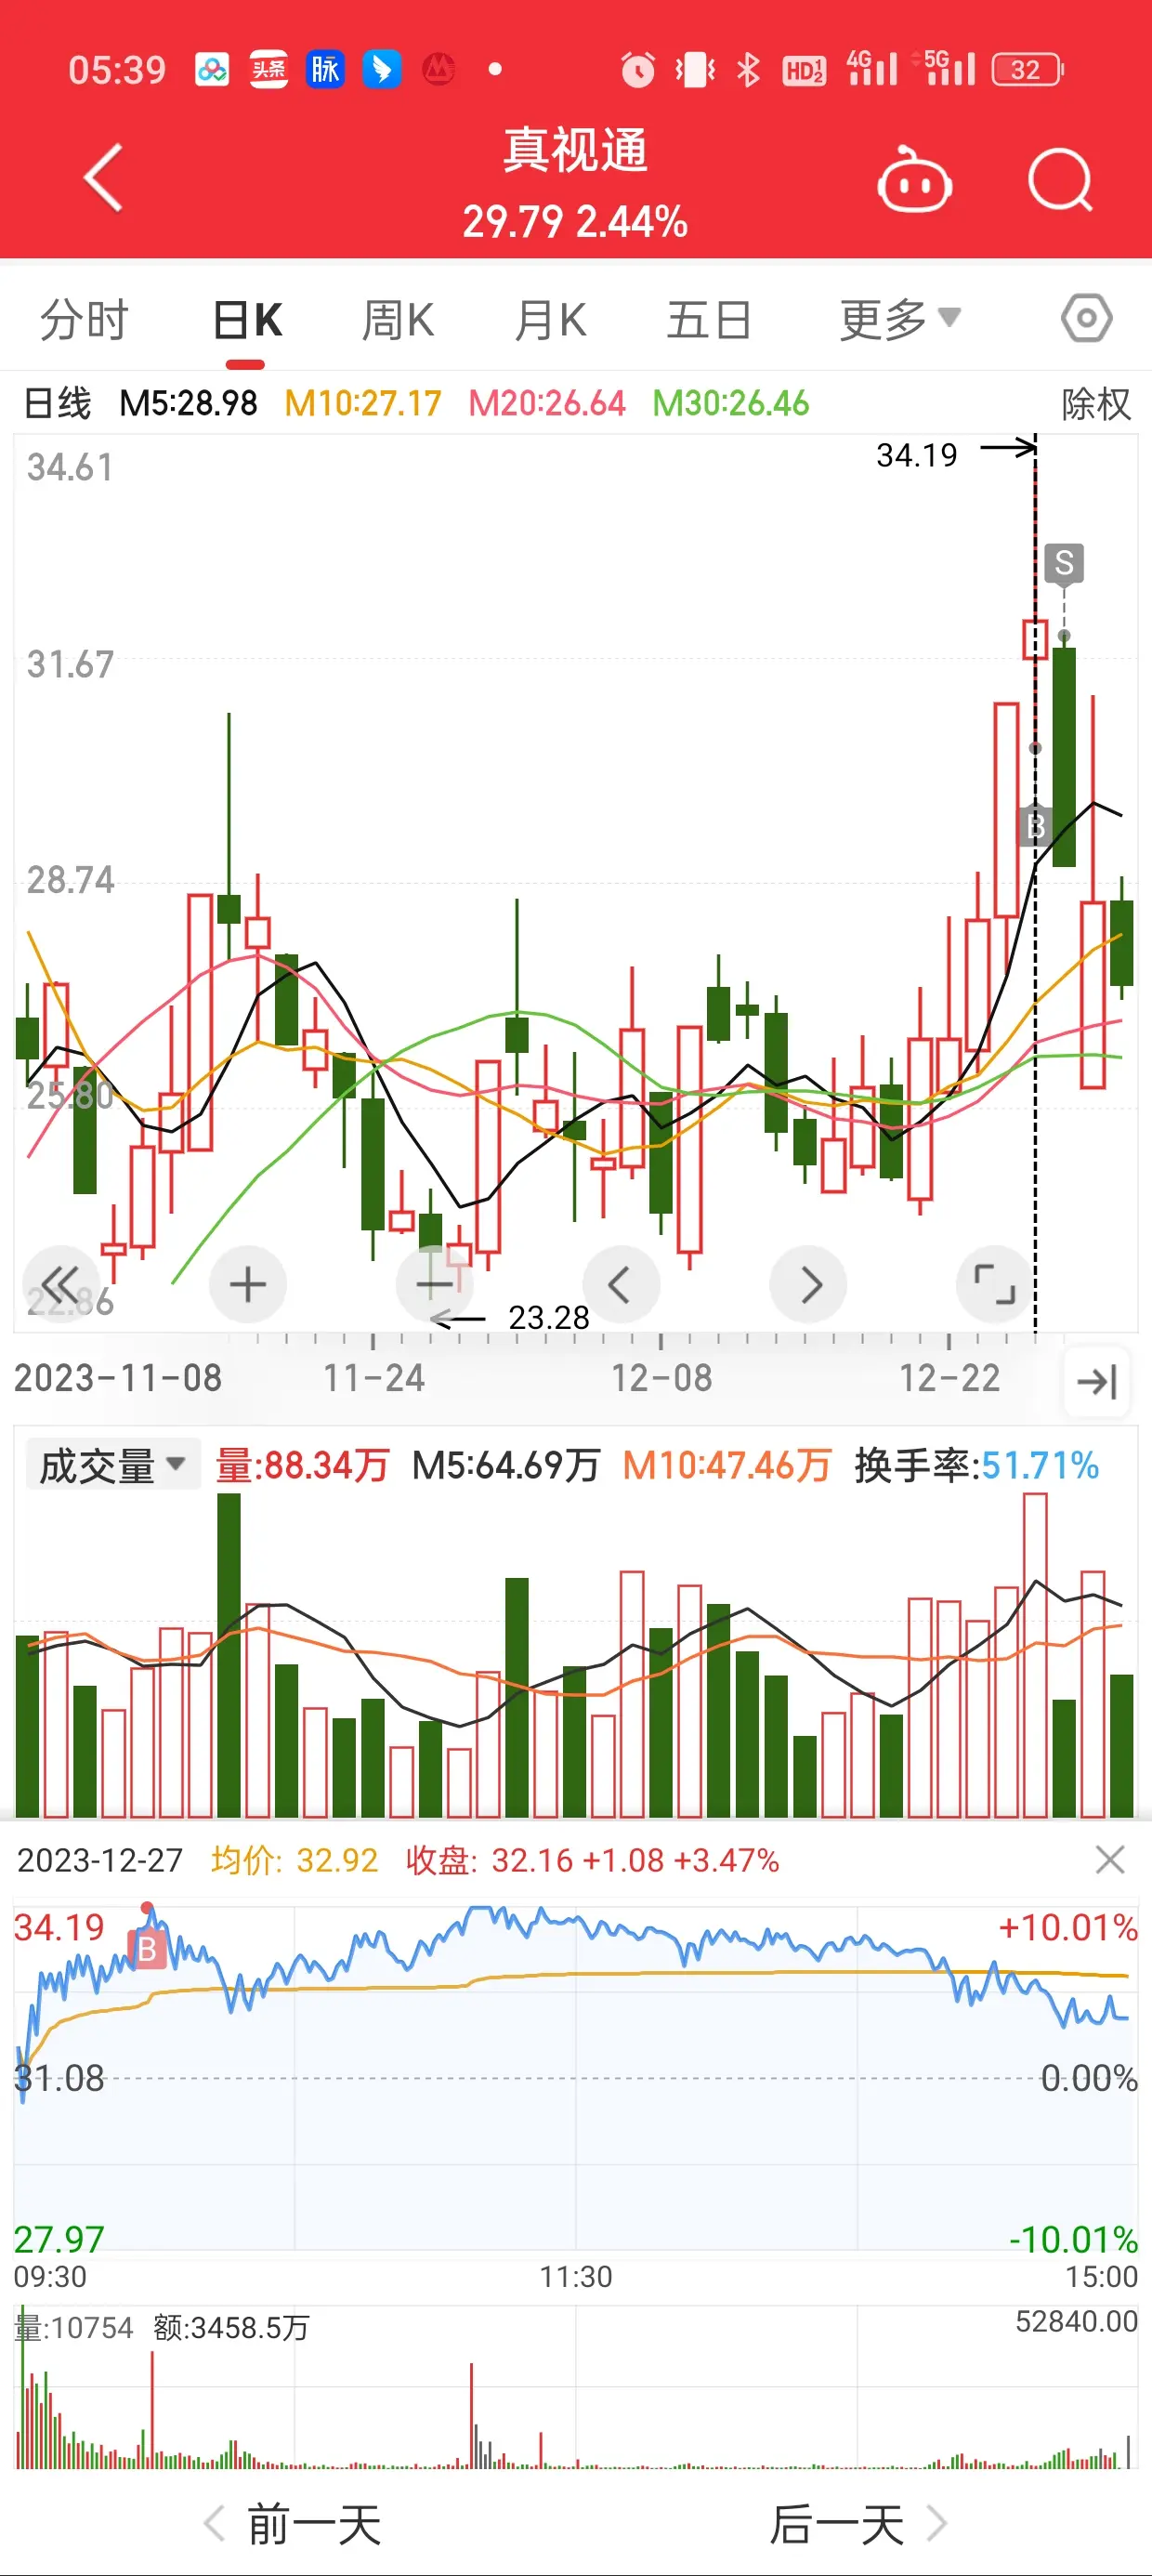 05:39 头条 脉 HD1 2 4G 5G 32
真视通
29.79 2.44%
分时 日K 周K 月K 五日 更多
日线 M5:28.98 M10:27.17 M20:26.64 M30:26.46 除权
34.61
34.19
S
31.67
B
28.74
25.80
22.86
23.28
2023-11-08 11-24 12-08 12-22
成交量 量:88.34万 M5:64.69万 M10:47.46万 换手率:51.71%
2023-12-27 均价: 32.92 收盘: 32.16 +1.08 +3.47%
34.19 +10.01%
B
31.08 0.00%
27.97 -10.01%
09:30 11:30 15:00
量:10754 额:3458.5万 52840.00
前一天 后一天